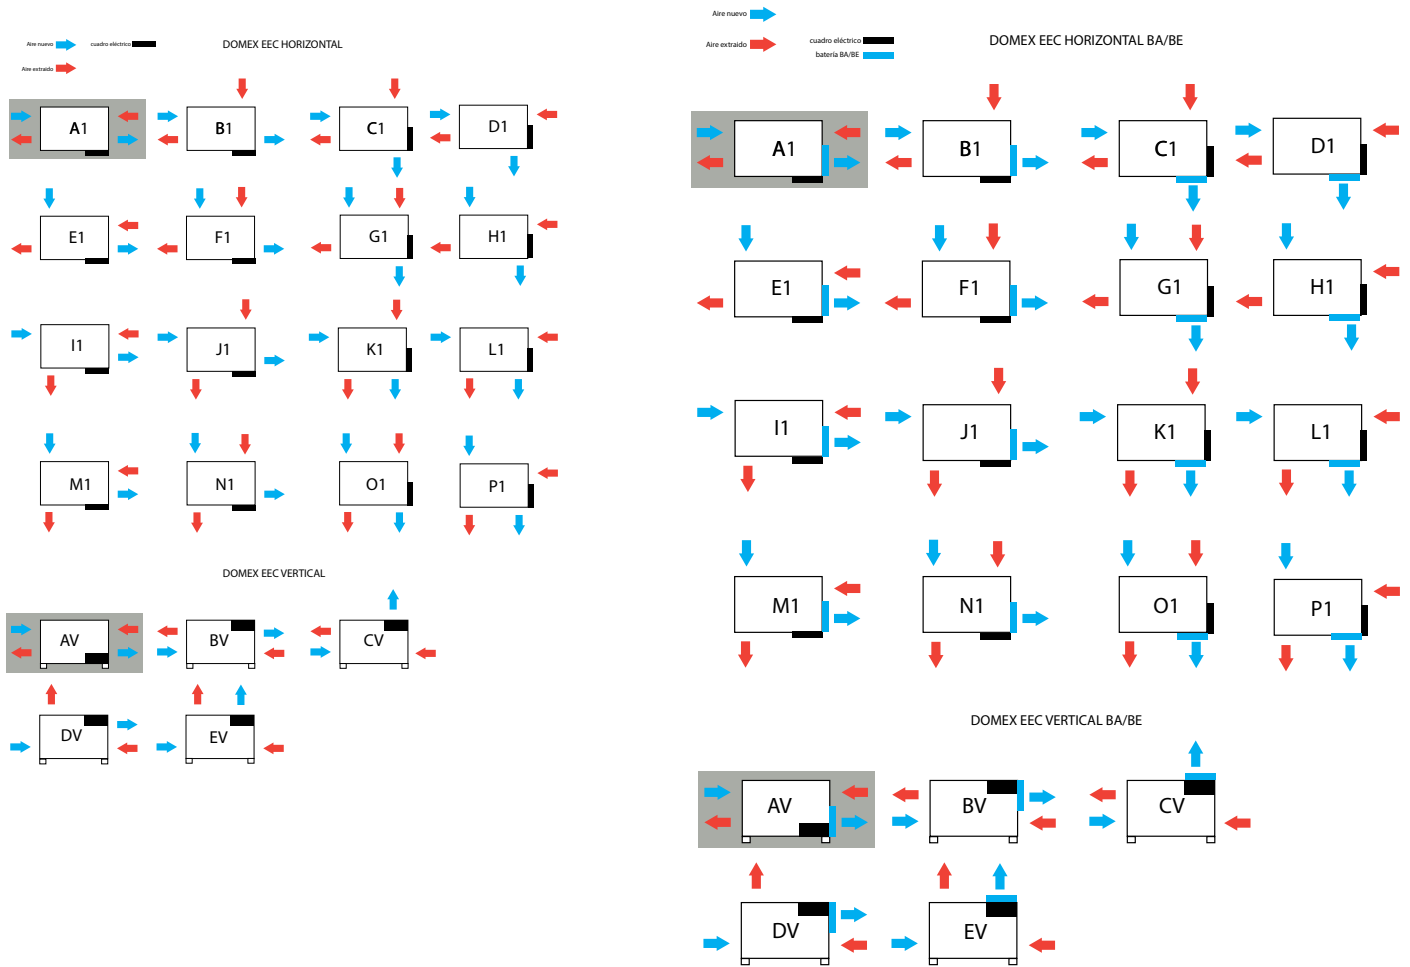 Aire nuevo
cuadro eléctrico
Aire extraido
DOMEX EEC HORIZONTAL
A1
B1
C1
D1
E1
F1
G1
H1
I1
J1
K1
L1
M1
N1
O1
P1
DOMEX EEC VERTICAL
AV
BV
CV
DV
EV
Aire nuevo
Aire extraido
cuadro eléctrico
batería BA/BE
DOMEX EEC HORIZONTAL BA/BE
A1
B1
C1
D1
E1
F1
G1
H1
I1
J1
K1
L1
M1
N1
O1
P1
DOMEX EEC VERTICAL BA/BE
AV
BV
CV
DV
EV